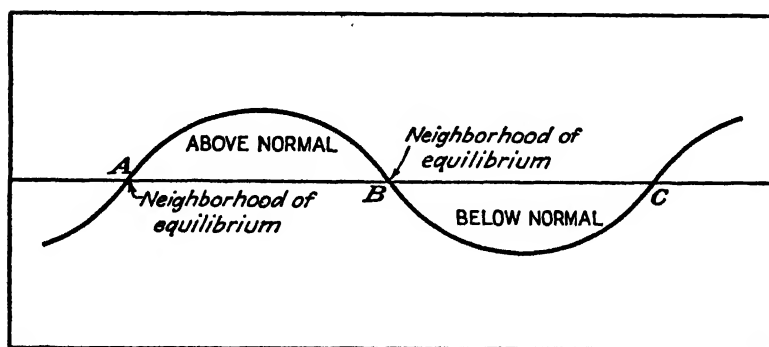 ABOVE NORMAL
Neighborhood of
equilibrium
A
Neighborhood of
equilibrium
B
BELOW NORMAL
C